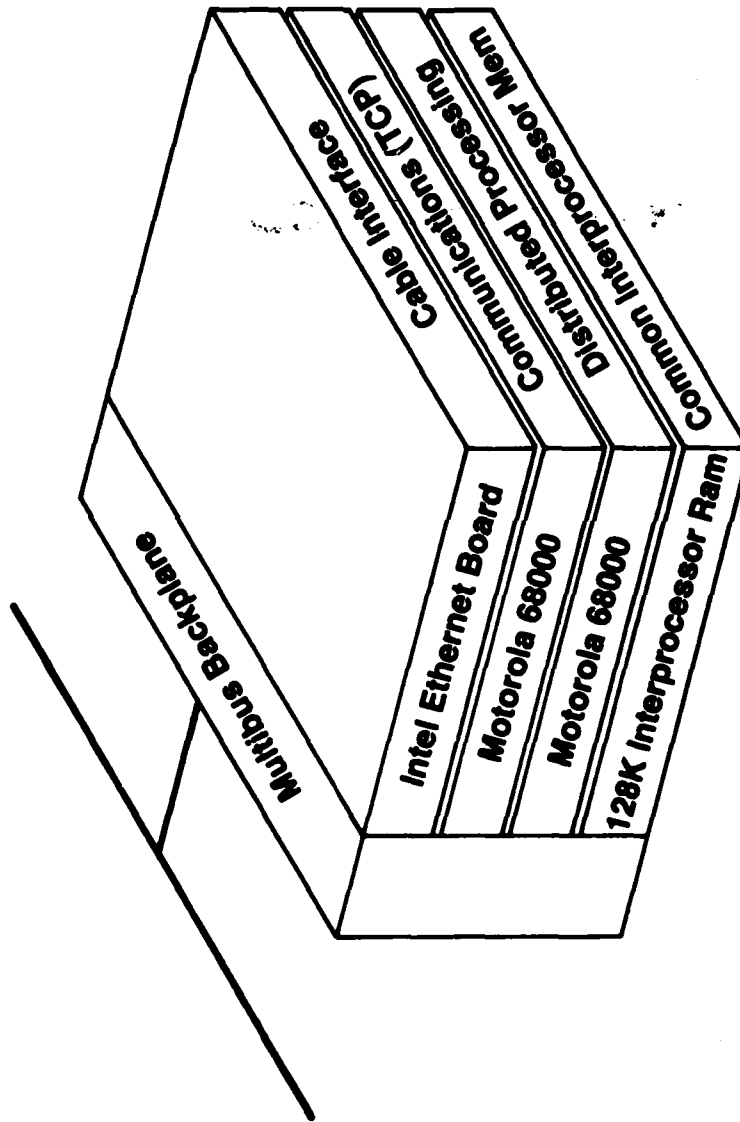 Multibus Backplane
Cable Interface
Communications (TCP)
Distributed Processing
Common Interprocessor Mem
Intel Ethernet Board
Motorola 68000
Motorola 68000
128K Interprocessor Ram